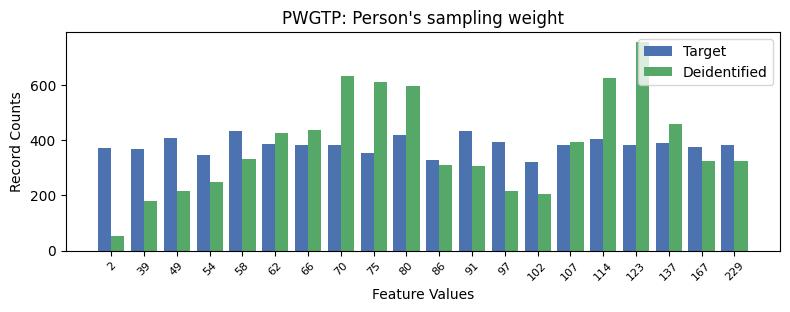 PWGTP: Person's sampling weight
Target
Deidentified
Record Counts
600
400
200
0
2 39 49 54 58 62 66 70 75 80 86 91 97 102 107 114 123 137 167 229
Feature Values